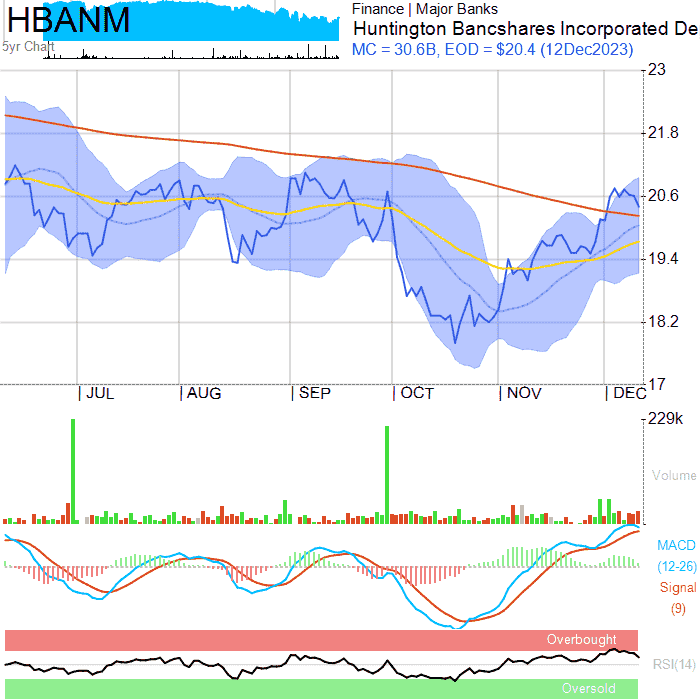 HBANM
5yr Chart
Finance | Major Banks
Huntington Bancshares Incorporated De
MC = 30.6B, EOD = $20.4 (12Dec2023)
23
21.8
20.6
19.4
18.2
17
| JUL
| AUG
| SEP
| OCT
| NOV
| DEC
229k
Volume
MACD
(12-26)
Signal
(9)
Overbought
RSI(14)
Oversold